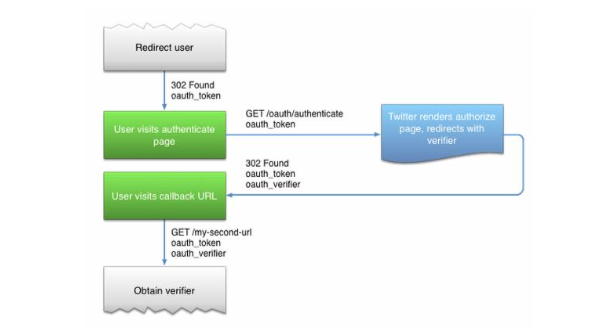 Redirect user
302 Found
oauth_token
User visits authenticate
page
GET /oauth/authenticate
oauth_token
Twitter renders authorize
page, redirects with
verifier
302 Found
oauth_token
oauth_verifier
User visits callback URL
GET /my-second-url
oauth_token
oauth_verifier
Obtain verifier